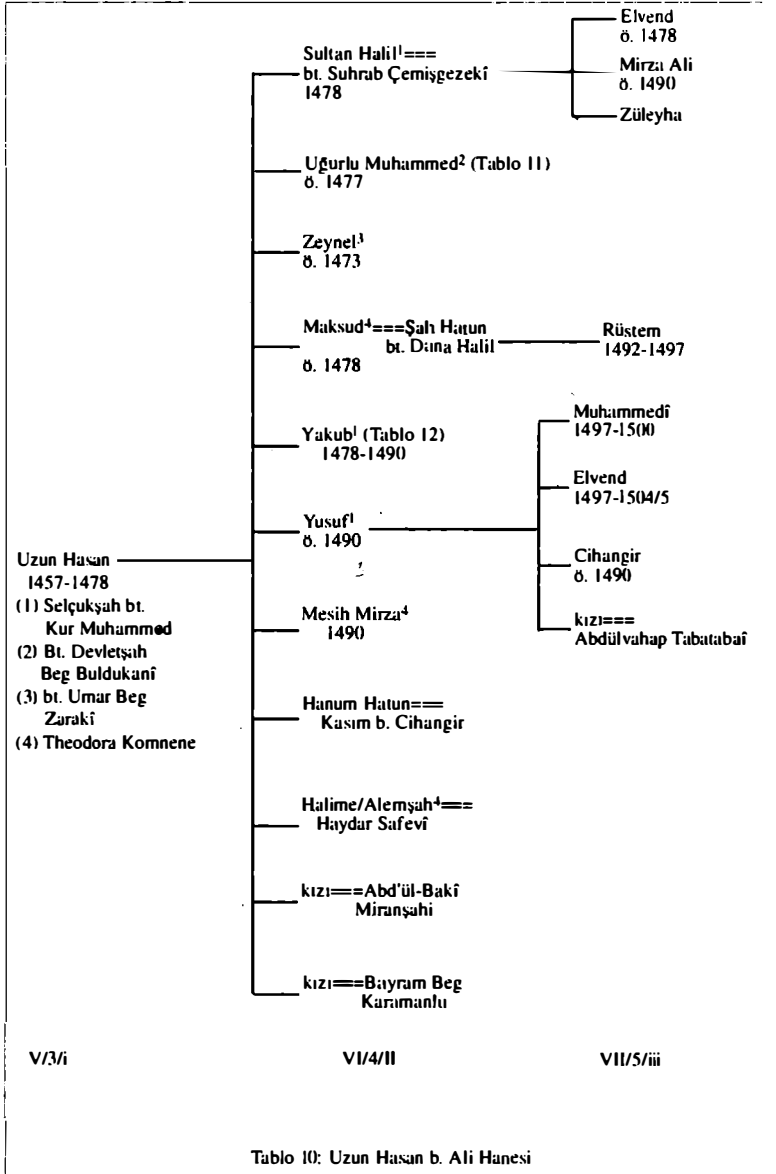 Sultan Halil¹===
bt. Suhrab Çemişgezekî
1478
Elvend
ö. 1478
Mirza Ali
ö. 1490
Züleyha
Uğurlu Muhammed² (Tablo 11)
ö. 1477
Zeynel³
ö. 1473
Maksud⁴===Şah Hatun
bt. Dana Halil
ö. 1478
Rüstem
1492-1497
Yakub¹ (Tablo 12)
1478-1490
Yusuf¹
ö. 1490
Muhammedî
1497-1500
Elvend
1497-1504/5
Cihangir
ö. 1490
kızı===
Abdülvahap Tabatabaî
Uzun Hasan
1457-1478
(1) Selçukşah bt.
Kur Muhammed
(2) Bt. Devletşah
Beg Buldukanî
(3) bt. Umar Beg
Zarakî
(4) Theodora Komnene
Mesih Mirza⁴
1490
Hanum Hatun===
Kasım b. Cihangir
Halime/Alemşah⁴===
Haydar Safevî
kızı===Abd'ül-Bakî
Miranşahi
kızı===Bayram Beg
Karamanlu
V/3/i
VI/4/II
VII/5/iii
Tablo 10: Uzun Hasan b. Ali Hanesi